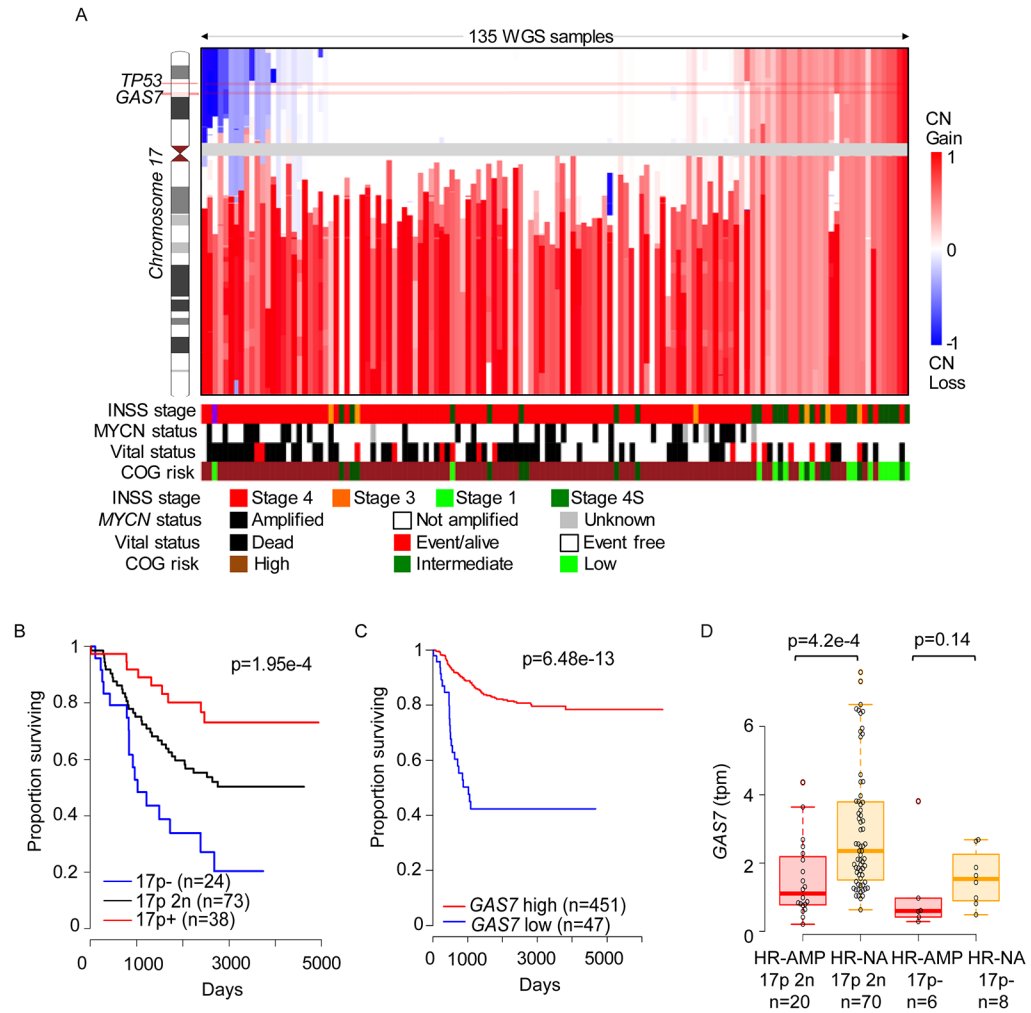 A
135 WGS samples
TP53
GAS7
Chromosome 17
CN
Gain
1
0
-1
CN
Loss
INSS stage
MYCN status
Vital status
COG risk
INSS stage Stage 4 Stage 3 Stage 1 Stage 4S
MYCN status Amplified Not amplified Unknown
Vital status Dead Event/alive Event free
COG risk High Intermediate Low
B
p=1.95e-4
Proportion surviving
1
0.8
0.6
0.4
0.2
0
17p- (n=24)
17p 2n (n=73)
17p+ (n=38)
0 1000 3000 5000
Days
C
p=6.48e-13
Proportion surviving
1
0.8
0.6
0.4
0.2
0
GAS7 high (n=451)
GAS7 low (n=47)
0 1000 3000 5000
Days
D
p=4.2e-4 p=0.14
GAS7 (tpm)
6
4
2
0
HR-AMP HR-NA HR-AMP HR-NA
17p 2n 17p 2n 17p- 17p-
n=20 n=70 n=6 n=8